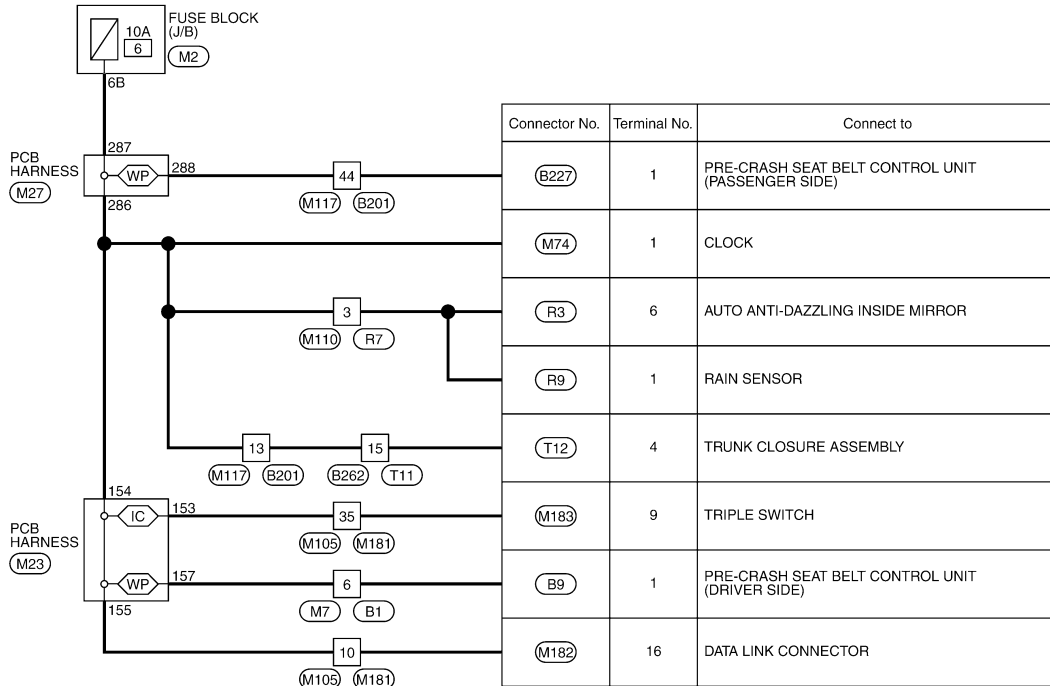 FUSE BLOCK
(J/B)
10A
6
M2
6B
Connector No. Terminal No. Connect to
287
PCB
HARNESS
M27
WP
288
44
M117 B201
286
B227 1 PRE-CRASH SEAT BELT CONTROL UNIT
(PASSENGER SIDE)
M74 1 CLOCK
3
M110 R7
R3 6 AUTO ANTI-DAZZLING INSIDE MIRROR
R9 1 RAIN SENSOR
13 15
M117 B201 B262 T11
T12 4 TRUNK CLOSURE ASSEMBLY
154
PCB
HARNESS
M23
IC
153
35
M105 M181
M183 9 TRIPLE SWITCH
WP
157
6
M7 B1
155
B9 1 PRE-CRASH SEAT BELT CONTROL UNIT
(DRIVER SIDE)
10
M105 M181
M182 16 DATA LINK CONNECTOR